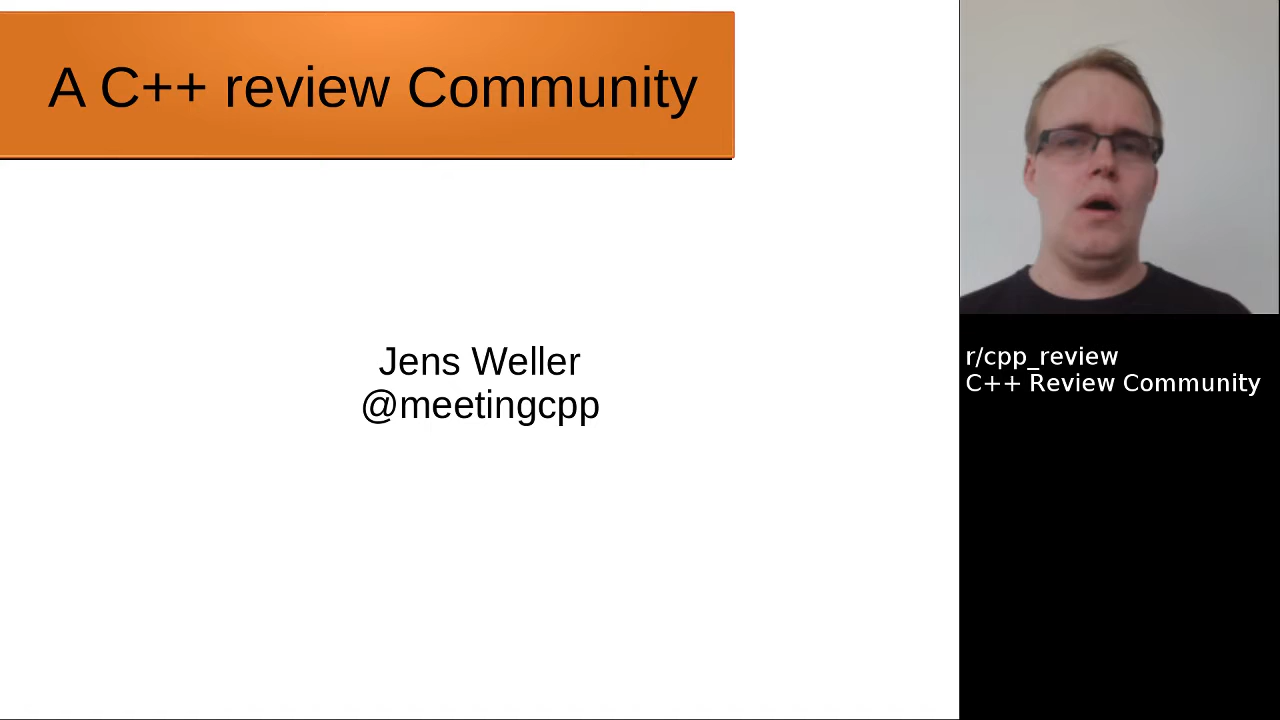 A C++ review Community
Jens Weller
@meetingcpp
r/cpp_review
C++ Review Community